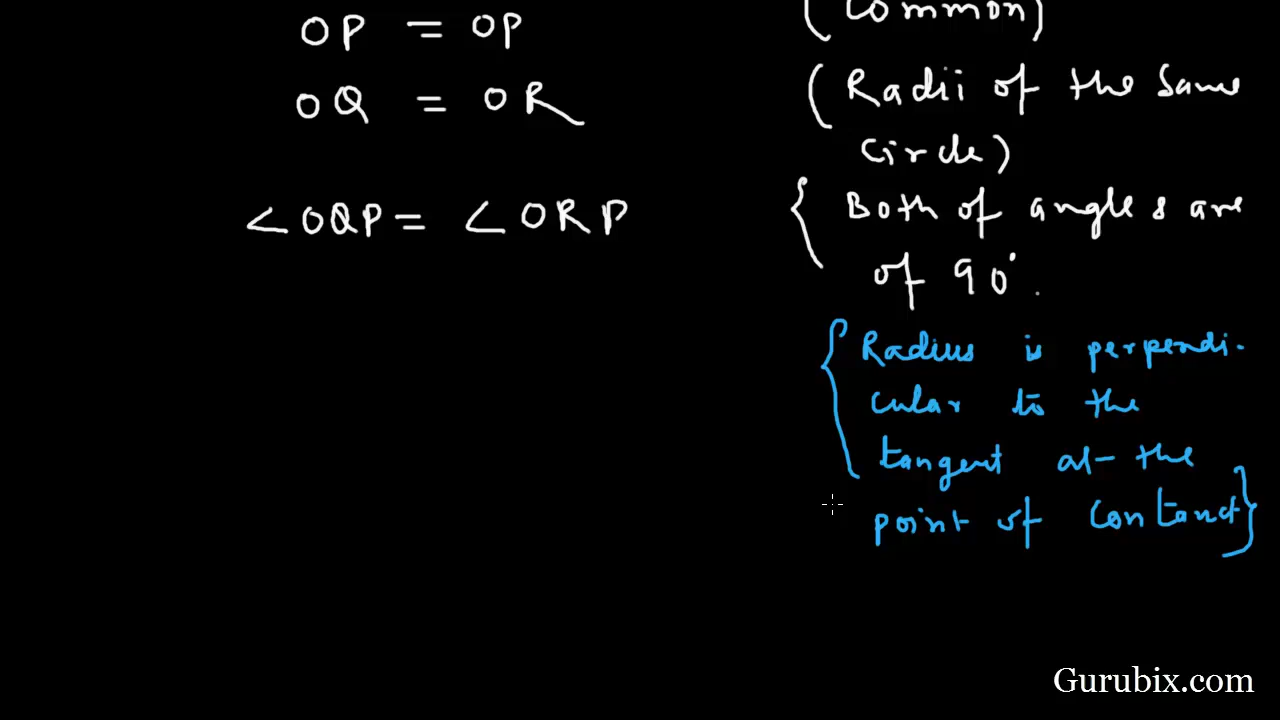 OP = OP (Common)
OQ = OR (Radii of the Same
Circle)
∠OQP = ∠ORP { Both of angles are
of 90°.
{ Radius is perpendi-
cular to the
tangent at the
point of Contanct}
Gurubix.com